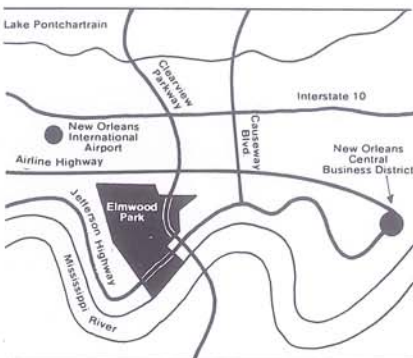 Lake Pontchartrain
Clearview
Parkway
Interstate 10
Causeway
Blvd.
New Orleans
International
Airport
New Orleans
Central
Business District
Airline Highway
Elmwood
Park
Jefferson Highway
Mississippi
River